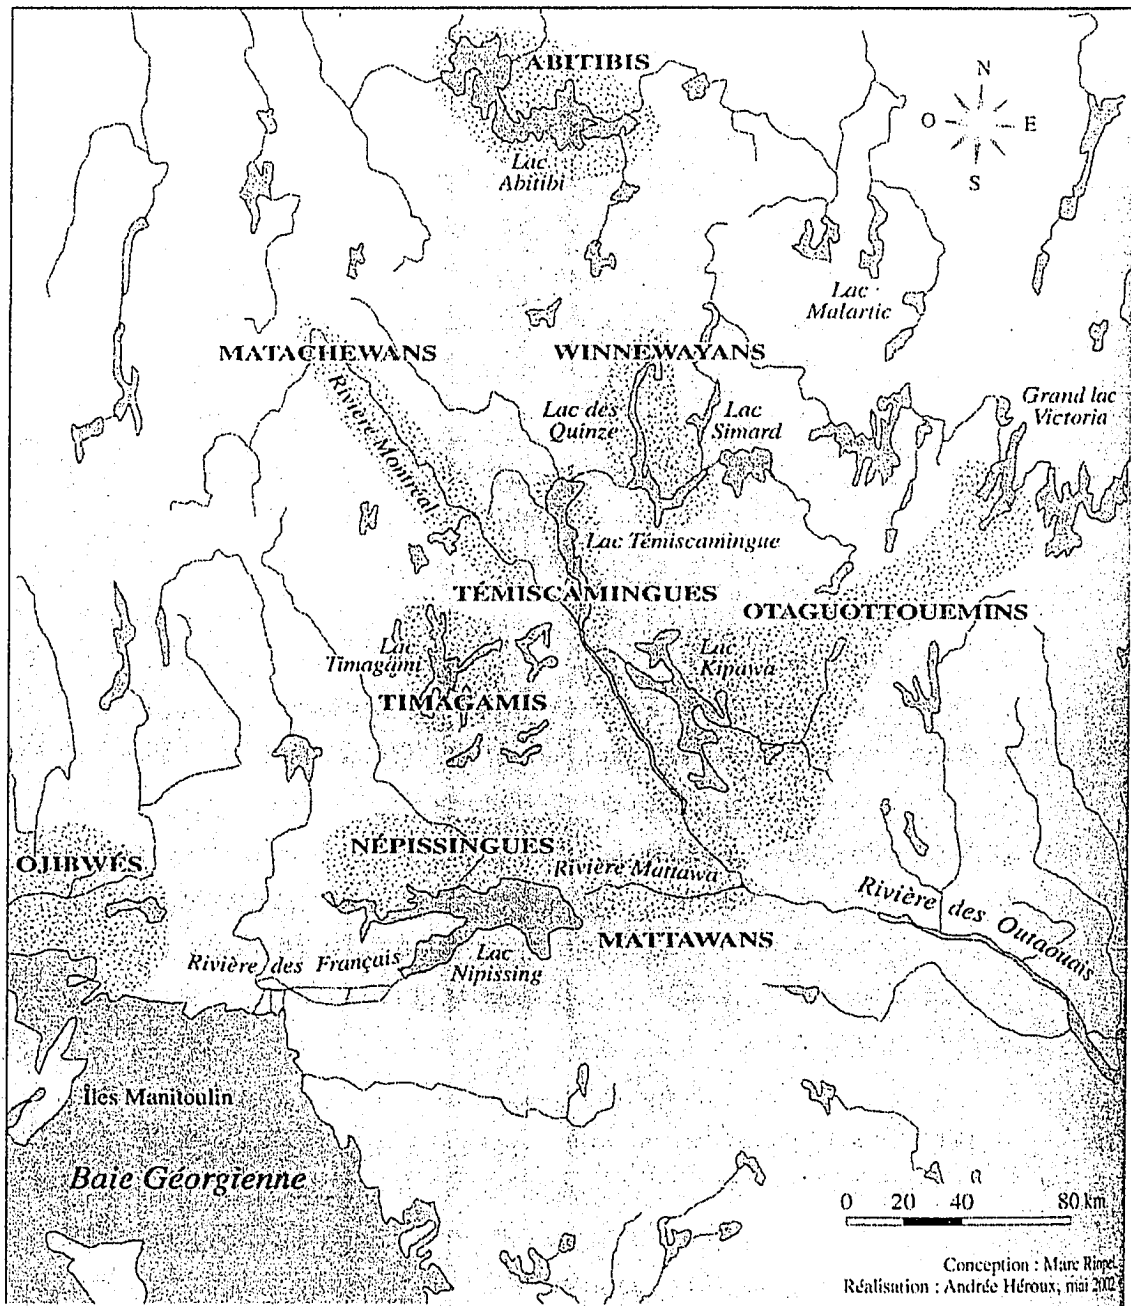 ABITIBIS
N
O
E
S
Lac
Abitibi
Lac
Malartic
MATACHEWANS
WINNEWAYANS
Rivière Montréal
Lac des
Quinze
Lac
Simard
Grand lac
Victoria
Lac Témiscamingue
TÉMISCAMINGUES
OTAGUOTTOUEMINS
Lac
Timagami
Lac
Kipawa
TIMAGAMIS
OJIBWÉS
NÉPISSINGUES
Rivière Mattawa
Rivière des Outaouais
MATTAWANS
Rivière des Français
Lac
Nipissing
Îles Manitoulin
Baie Géorgienne
0 20 40 80 km
Conception : Marc Riopel
Réalisation : Andrée Héroux, mai 2002